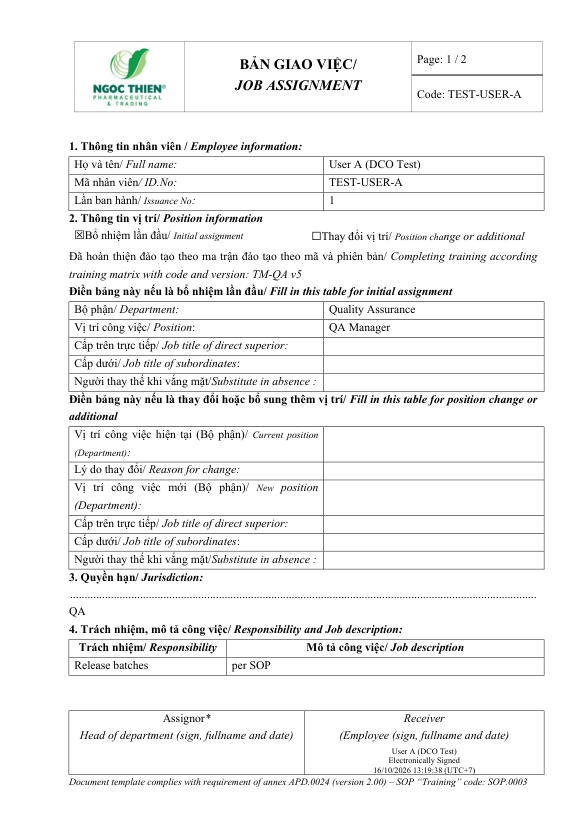 NGOC THIEN®
PHARMACEUTICAL
& TRADING
BẢN GIAO VIỆC/
JOB ASSIGNMENT
Page: 1 / 2
Code: TEST-USER-A
1. Thông tin nhân viên / Employee information:
Họ và tên/ Full name: User A (DCO Test)
Mã nhân viên/ ID.No: TEST-USER-A
Lần ban hành/ Issuance No: 1
2. Thông tin vị trí/ Position information
☒Bổ nhiệm lần đầu/ Initial assignment ☐Thay đổi vị trí/ Position change or additional
Đã hoàn thiện đào tạo theo ma trận đào tạo theo mã và phiên bản/ Completing training according
training matrix with code and version: TM-QA v5
Điền bảng này nếu là bổ nhiệm lần đầu/ Fill in this table for initial assignment
Bộ phận/ Department: Quality Assurance
Vị trí công việc/ Position: QA Manager
Cấp trên trực tiếp/ Job title of direct superior:
Cấp dưới/ Job title of subordinates:
Người thay thế khi vắng mặt/Substitute in absence :
Điền bảng này nếu là thay đổi hoặc bổ sung thêm vị trí/ Fill in this table for position change or
additional
Vị trí công việc hiện tại (Bộ phận)/ Current position
(Department):
Lý do thay đổi/ Reason for change:
Vị trí công việc mới (Bộ phận)/ New position
(Department):
Cấp trên trực tiếp/ Job title of direct superior:
Cấp dưới/ Job title of subordinates:
Người thay thế khi vắng mặt/Substitute in absence :
3. Quyền hạn/ Jurisdiction:
................................................................................................................................................................
QA
4. Trách nhiệm, mô tả công việc/ Responsibility and Job description:
Trách nhiệm/ Responsibility Mô tả công việc/ Job description
Release batches per SOP
Assignor* Receiver
Head of department (sign, fullname and date) (Employee (sign, fullname and date)
User A (DCO Test)
Electronically Signed
16/10/2026 13:19:38 (UTC+7)
Document template complies with requirement of annex APD.0024 (version 2.00) – SOP “Training” code: SOP.0003